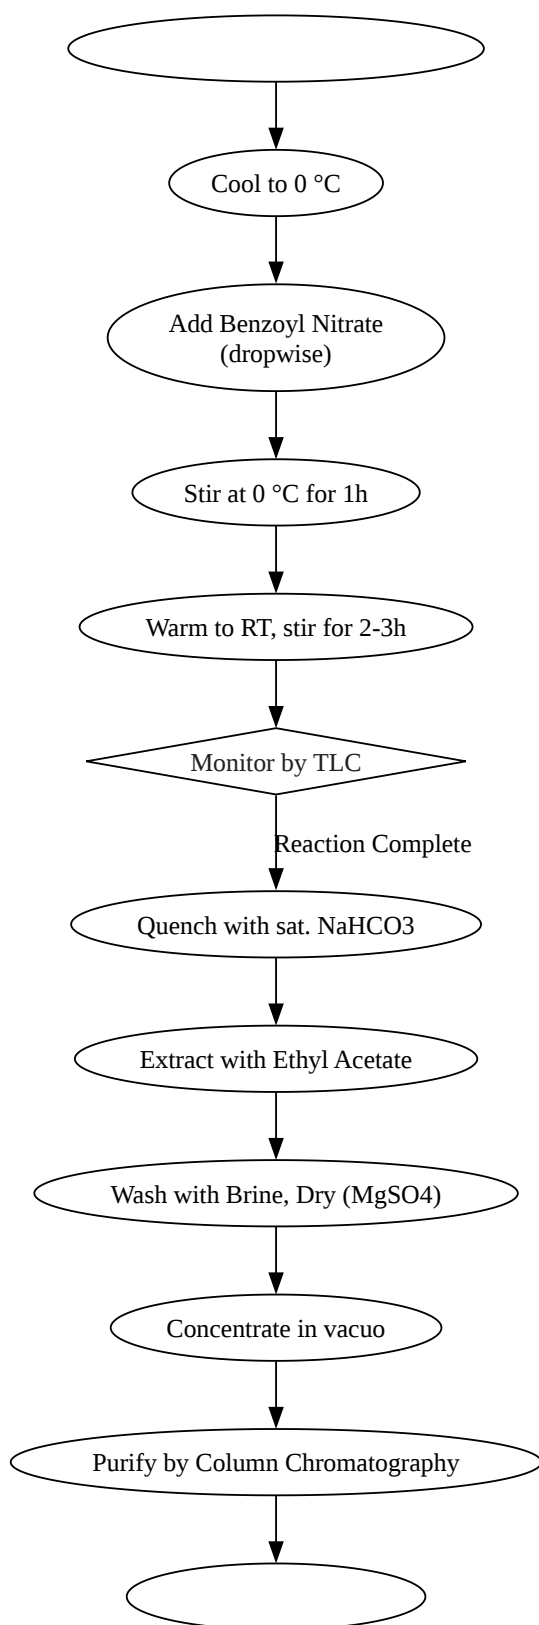 Cool to 0 °C
Add Benzoyl Nitrate
(dropwise)
Stir at 0 °C for 1h
Warm to RT, stir for 2-3h
Monitor by TLC
Reaction Complete
Quench with sat. NaHCO3
Extract with Ethyl Acetate
Wash with Brine, Dry (MgSO4)
Concentrate in vacuo
Purify by Column Chromatography